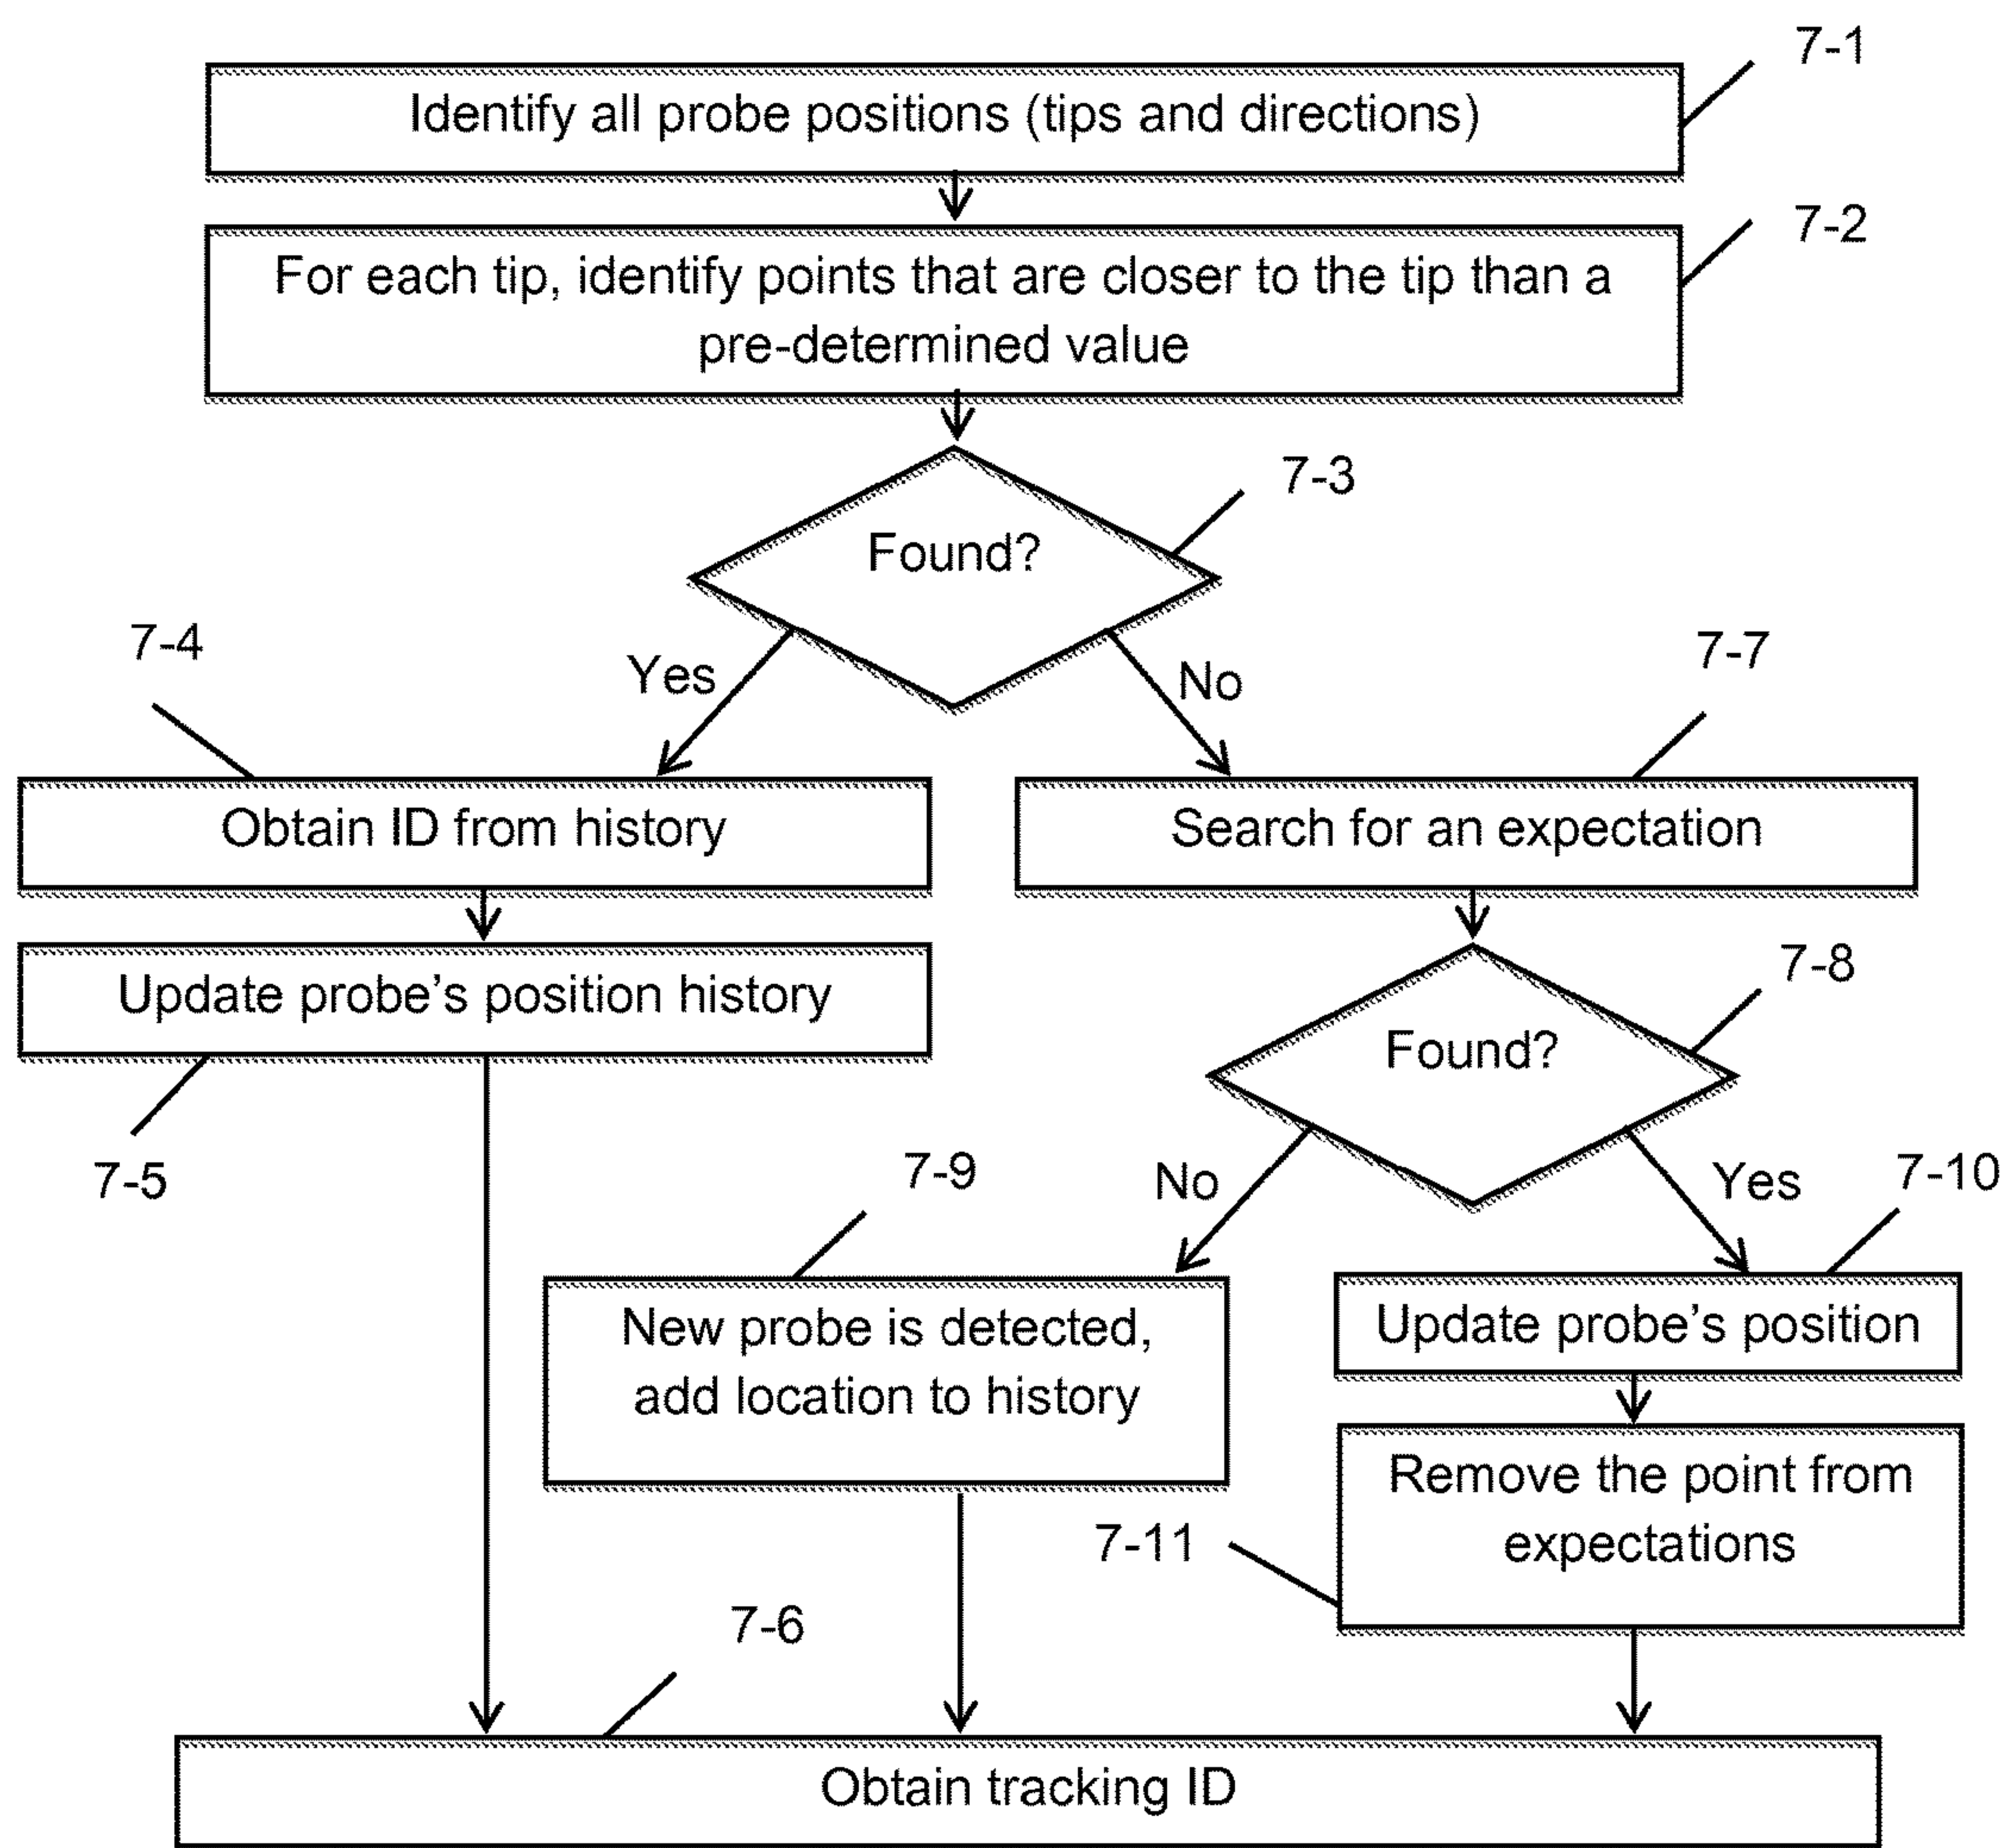 7-1
Identify all probe positions (tips and directions)
7-2
For each tip, identify points that are closer to the tip than a
pre-determined value
7-3
Found?
7-4
Yes
No
7-7
Obtain ID from history
Search for an expectation
Update probe's position history
7-8
Found?
7-5
7-9
No
Yes
7-10
New probe is detected,
add location to history
Update probe's position
Remove the point from
expectations
7-11
7-6
Obtain tracking ID